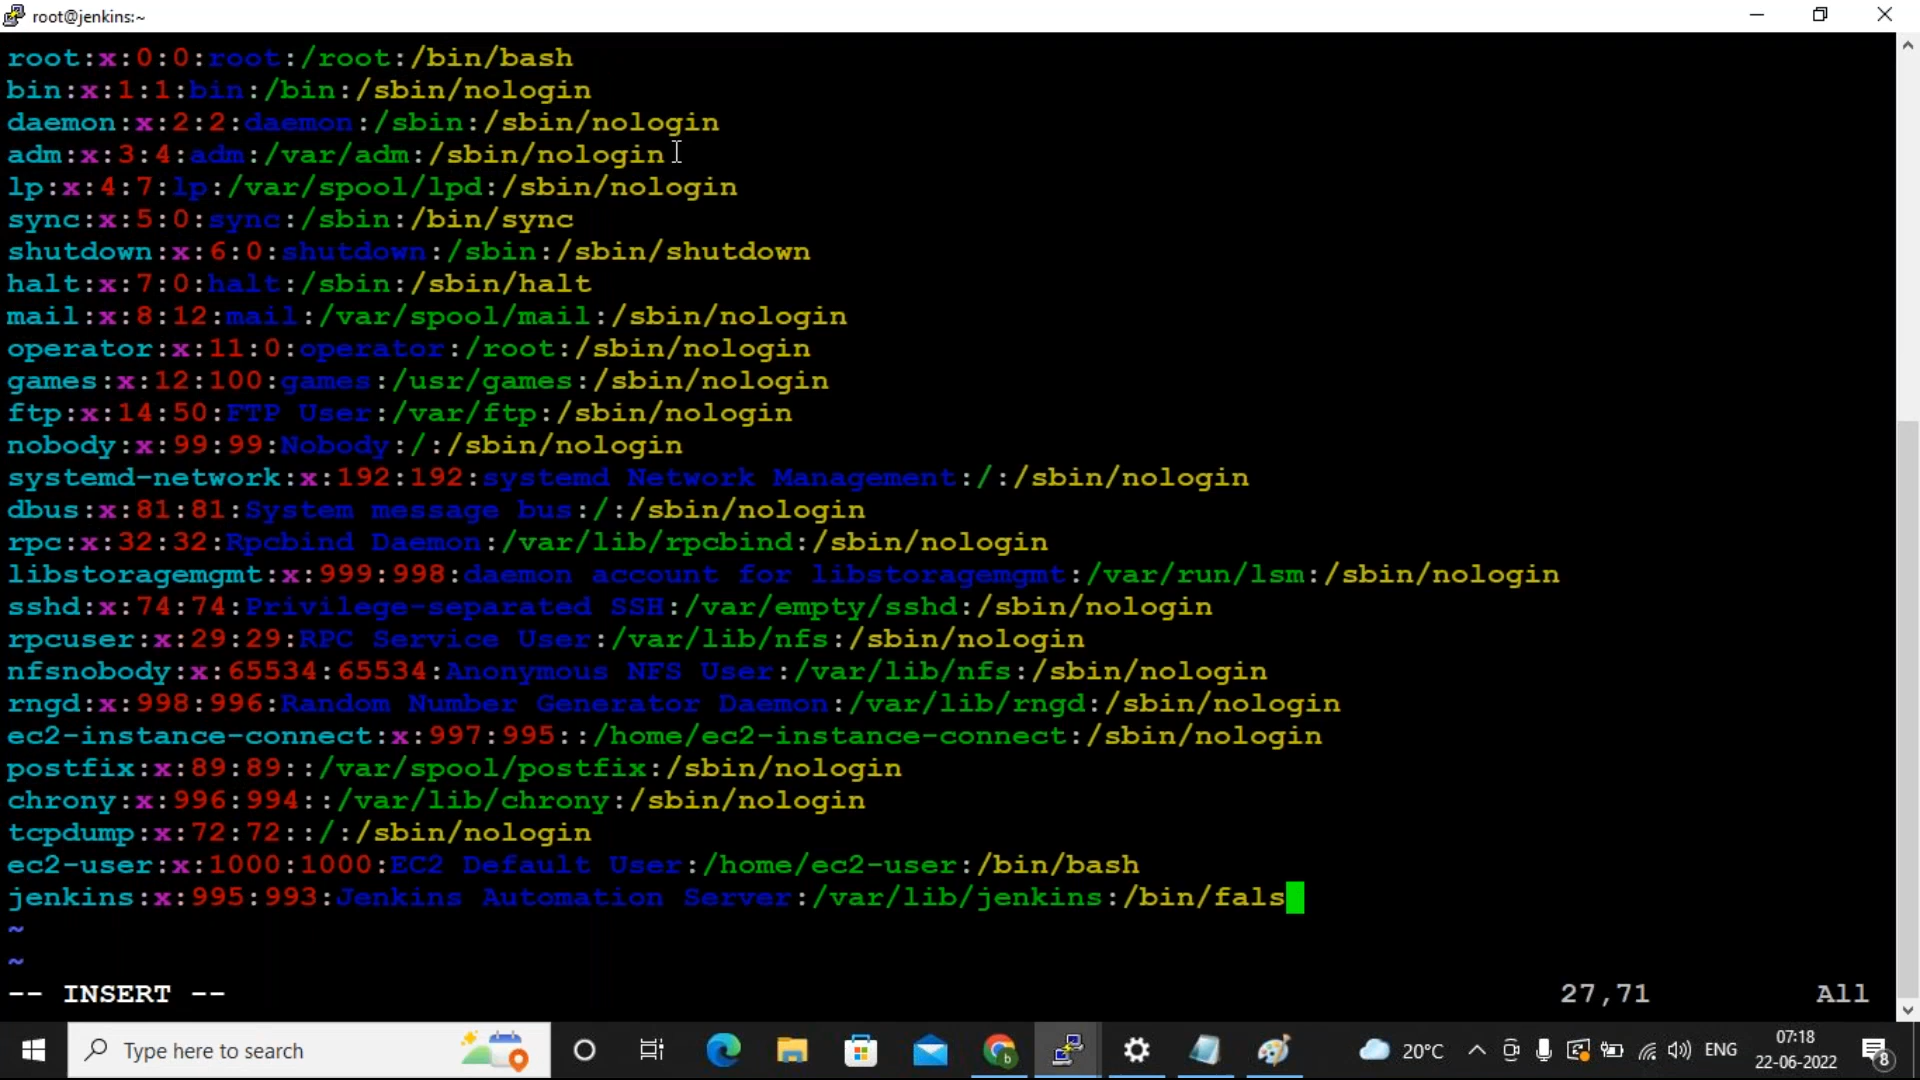 root@jenkins:~
root:x:0:0:root:/root:/bin/bash
bin:x:1:1:bin:/bin:/sbin/nologin
daemon:x:2:2:daemon:/sbin:/sbin/nologin
adm:x:3:4:adm:/var/adm:/sbin/nologin
lp:x:4:7:lp:/var/spool/lpd:/sbin/nologin
sync:x:5:0:sync:/sbin:/bin/sync
shutdown:x:6:0:shutdown:/sbin:/sbin/shutdown
halt:x:7:0:halt:/sbin:/sbin/halt
mail:x:8:12:mail:/var/spool/mail:/sbin/nologin
operator:x:11:0:operator:/root:/sbin/nologin
games:x:12:100:games:/usr/games:/sbin/nologin
ftp:x:14:50:FTP User:/var/ftp:/sbin/nologin
nobody:x:99:99:Nobody:/:/sbin/nologin
systemd-network:x:192:192:systemd Network Management:/:/sbin/nologin
dbus:x:81:81:System message bus:/:/sbin/nologin
rpc:x:32:32:Rpcbind Daemon:/var/lib/rpcbind:/sbin/nologin
libstoragemgmt:x:999:998:daemon account for libstoragemgmt:/var/run/lsm:/sbin/nologin
sshd:x:74:74:Privilege-separated SSH:/var/empty/sshd:/sbin/nologin
rpcuser:x:29:29:RPC Service User:/var/lib/nfs:/sbin/nologin
nfsnobody:x:65534:65534:Anonymous NFS User:/var/lib/nfs:/sbin/nologin
rngd:x:998:996:Random Number Generator Daemon:/var/lib/rngd:/sbin/nologin
ec2-instance-connect:x:997:995::/home/ec2-instance-connect:/sbin/nologin
postfix:x:89:89::/var/spool/postfix:/sbin/nologin
chrony:x:996:994::/var/lib/chrony:/sbin/nologin
tcpdump:x:72:72::/:/sbin/nologin
ec2-user:x:1000:1000:EC2 Default User:/home/ec2-user:/bin/bash
jenkins:x:995:993:Jenkins Automation Server:/var/lib/jenkins:/bin/fals
~
~
-- INSERT -- 27,71 All
Type here to search 20°C ENG 07:18
22-06-2022 8